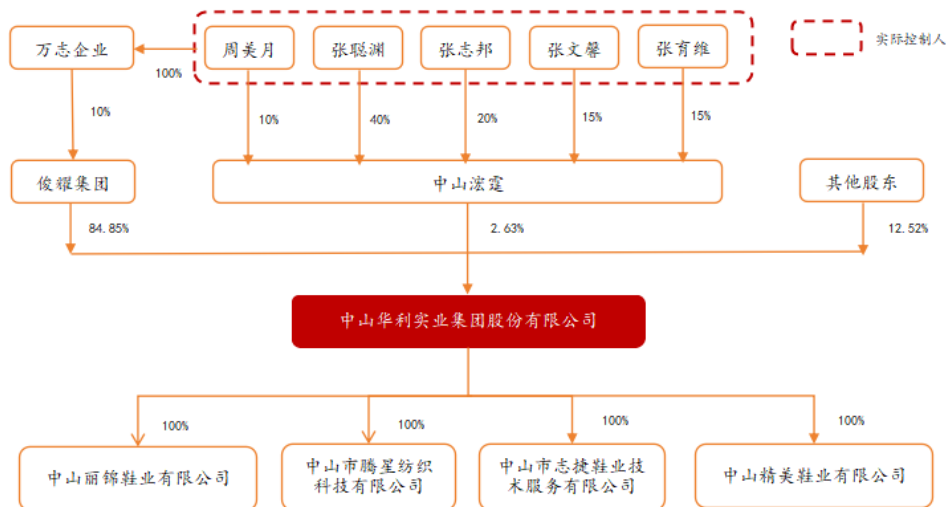 万志企业
周美月
张聪渊
张志邦
张文馨
张育维
实际控制人
100%
10%
10%
40%
20%
15%
15%
俊耀集团
中山浤霆
其他股东
84.85%
2.63%
12.52%
中山华利实业集团股份有限公司
100%
100%
100%
100%
中山丽锦鞋业有限公司
中山市腾星纺织
科技有限公司
中山市志捷鞋业技
术服务有限公司
中山精美鞋业有限公司